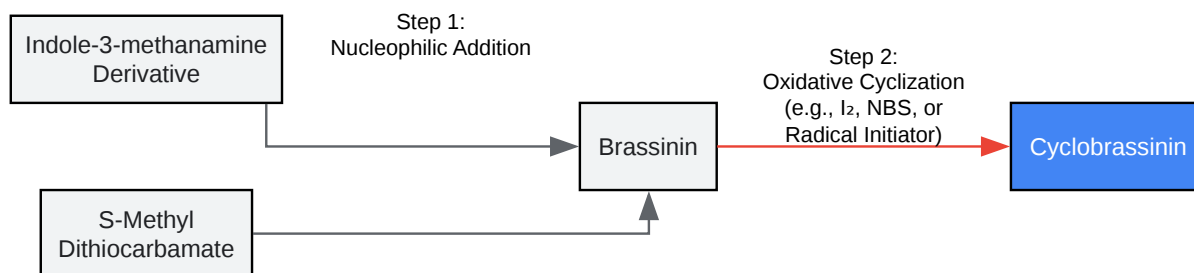 Indole-3-methanamine
Derivative
Step 1:
Nucleophilic Addition
Step 2:
Oxidative Cyclization
(e.g., I₂, NBS, or
Radical Initiator)
Brassinin
Cyclobrassinin
S-Methyl
Dithiocarbamate